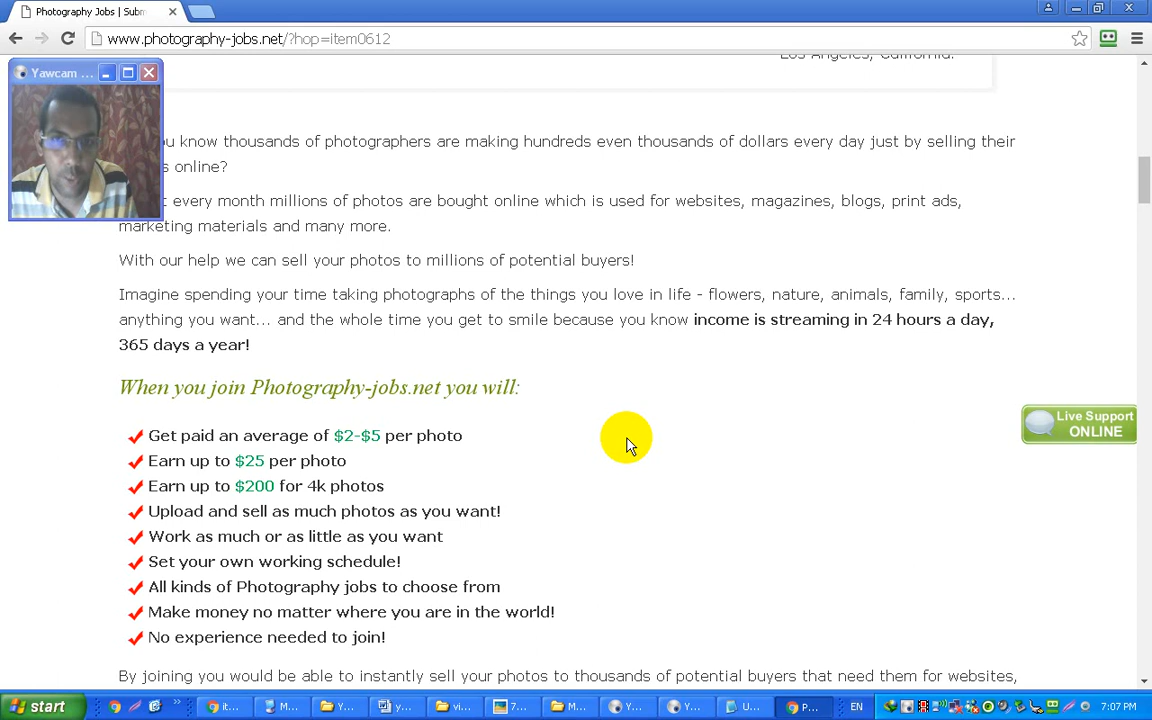 Photography Jobs | Subm
www.photography-jobs.net/?hop=item0612
Yawcam ...
Los Angeles, California.
u know thousands of photographers are making hundreds even thousands of dollars every day just by selling their
s online?
t every month millions of photos are bought online which is used for websites, magazines, blogs, print ads,
marketing materials and many more.
With our help we can sell your photos to millions of potential buyers!
Imagine spending your time taking photographs of the things you love in life - flowers, nature, animals, family, sports...
anything you want... and the whole time you get to smile because you know income is streaming in 24 hours a day,
365 days a year!
When you join Photography-jobs.net you will:
Get paid an average of $2-$5 per photo
Earn up to $25 per photo
Earn up to $200 for 4k photos
Live Support
ONLINE
Upload and sell as much photos as you want!
Work as much or as little as you want
Set your own working schedule!
All kinds of Photography jobs to choose from
Make money no matter where you are in the world!
No experience needed to join!
By joining you would be able to instantly sell your photos to thousands of potential buyers that need them for websites,
start
it...
M...
Y...
y...
vi...
7...
M...
Y...
Y...
U...
P...
EN
7:07 PM